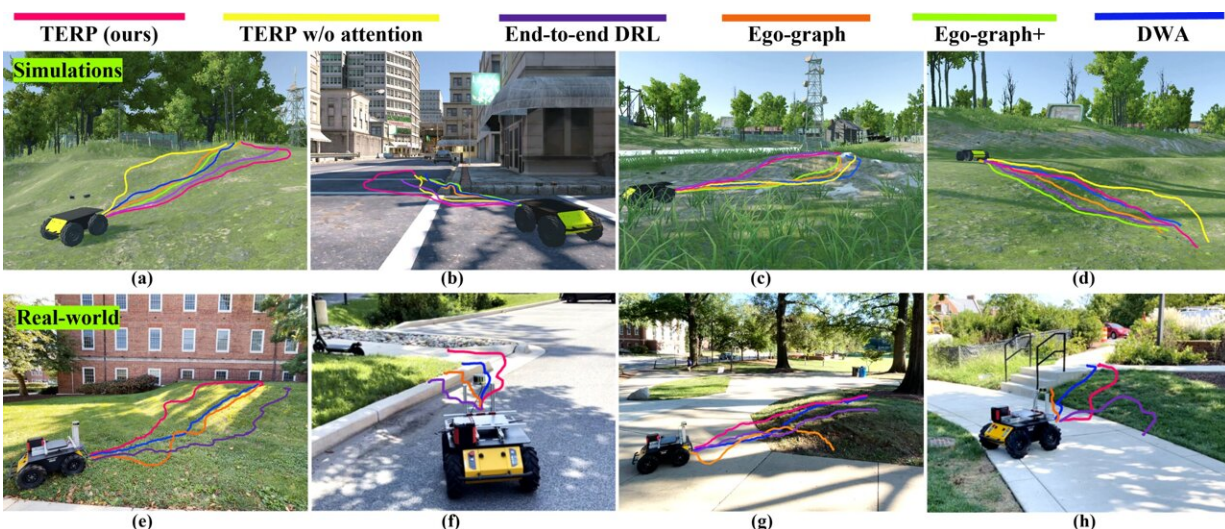 TERP (ours) TERP w/o attention End-to-end DRL Ego-graph Ego-graph+ DWA
Simulations
(a) (b) (c) (d)
Real-world
(e) (f) (g) (h)